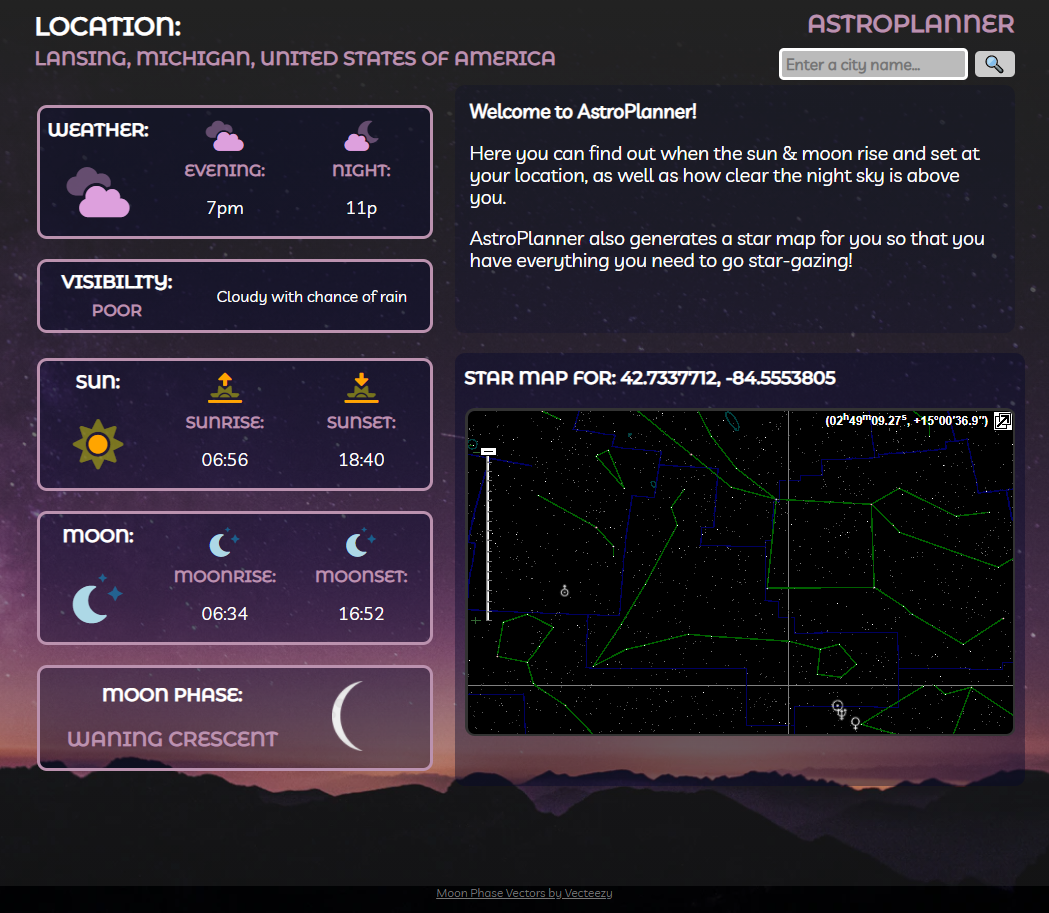 LOCATION:
LANSING, MICHIGAN, UNITED STATES OF AMERICA
ASTROPLANNER
Enter a city name...
WEATHER:
EVENING:
NIGHT:
7pm
11p
VISIBILITY:
POOR
Cloudy with chance of rain
SUN:
SUNRISE:
SUNSET:
06:56
18:40
MOON:
MOONRISE:
MOONSET:
06:34
16:52
MOON PHASE:
WANING CRESCENT
Welcome to AstroPlanner!
Here you can find out when the sun & moon rise and set at
your location, as well as how clear the night sky is above
you.
AstroPlanner also generates a star map for you so that you
have everything you need to go star-gazing!
STAR MAP FOR: 42.7337712, -84.5553805
(02h49m09.27s, +15°00'36.9")
Moon Phase Vectors by Vecteezy